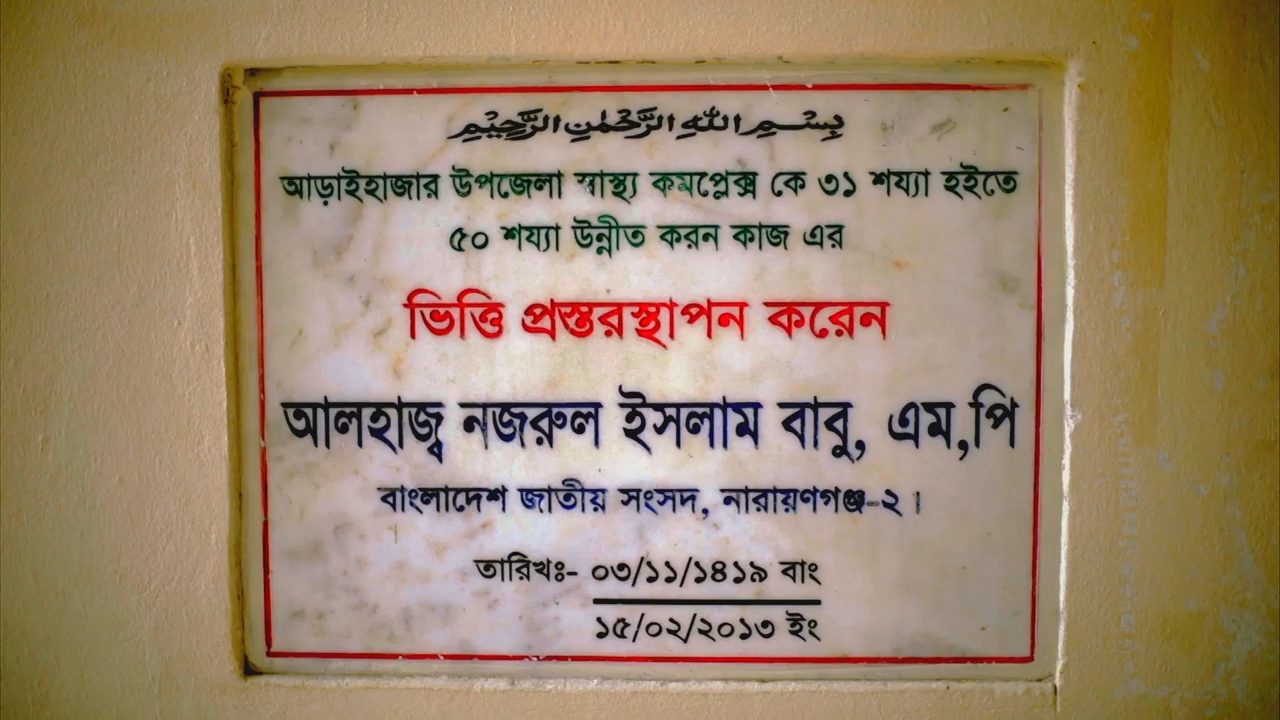 بِسْمِ اللهِ الرَّحْمٰنِ الرَّحِيْمِ
আড়াইহাজার উপজেলা স্বাস্থ্য কমপ্লেক্স কে ৩১ শয্যা হইতে
৫০ শয্যা উন্নীত করন কাজ এর
ভিত্তি প্রস্তরস্থাপন করেন
আলহাজ্ব নজরুল ইসলাম বাবু, এম,পি
বাংলাদেশ জাতীয় সংসদ, নারায়ণগঞ্জ-২।
তারিখঃ- ০৩/১১/১৪১৯ বাং
১৫/০২/২০১৩ ইং